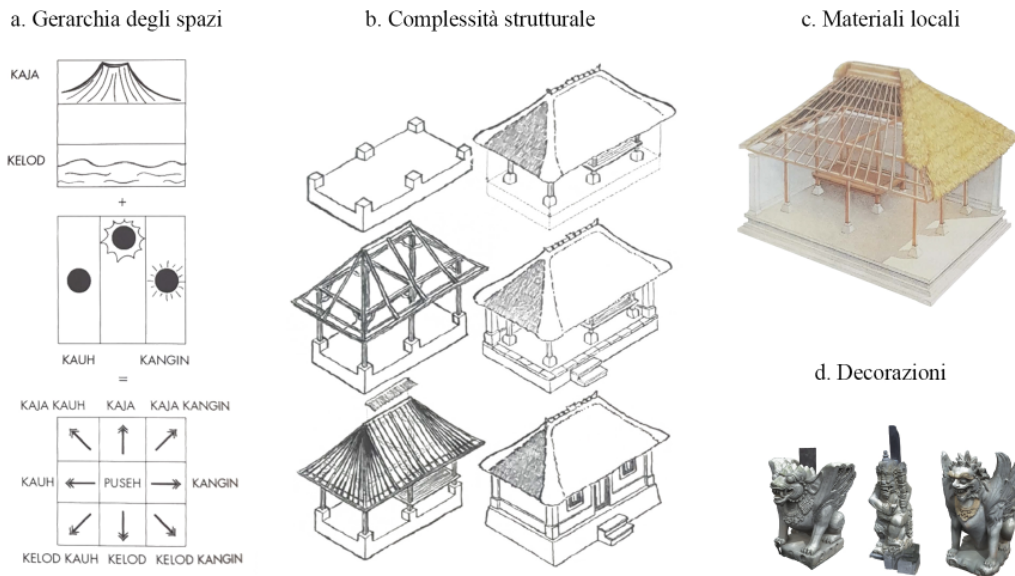 a. Gerarchia degli spazi
KAJA
KELOD
+
KAUH KANGIN
=
KAJA KAUH KAJA KAJA KANGIN
KAUH PUSEH KANGIN
KELOD KAUH KELOD KELOD KANGIN
b. Complessità strutturale
c. Materiali locali
d. Decorazioni